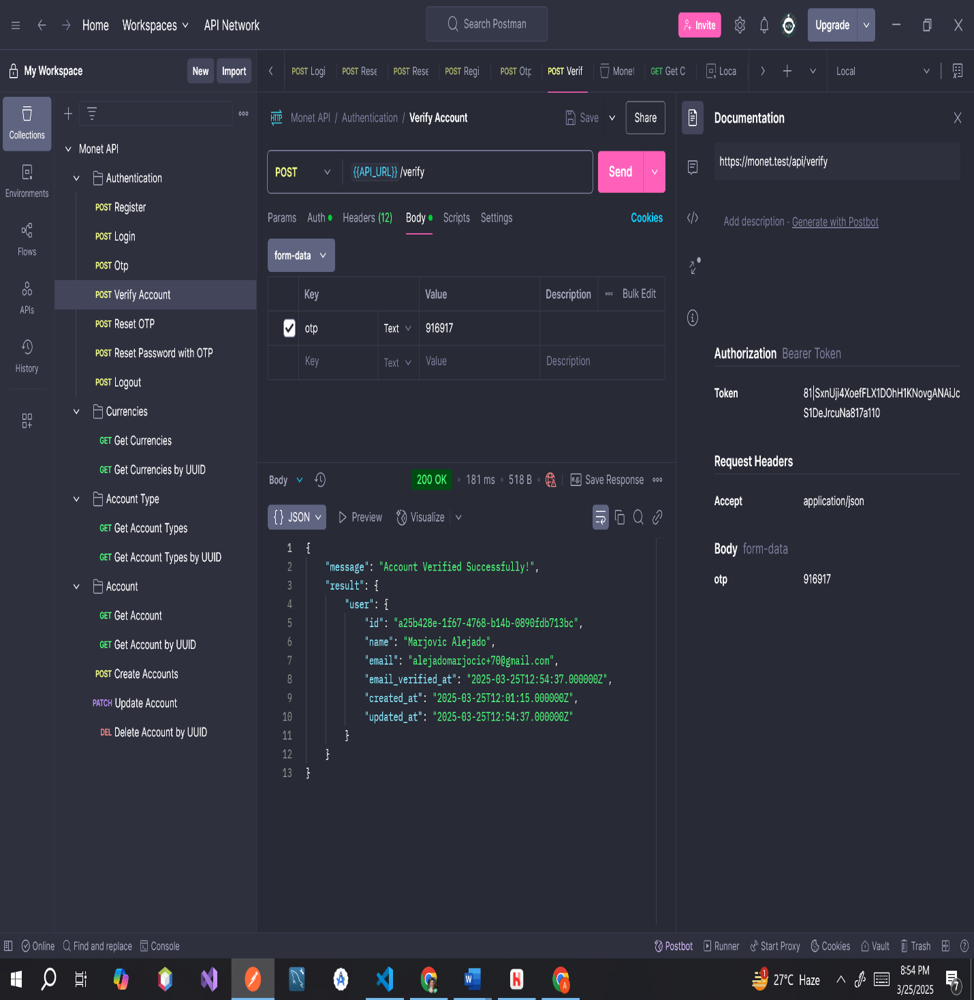 Home Workspaces API Network
Search Postman
Invite
Upgrade
My Workspace
New Import
POST Logi
POST Rese
POST Rese
POST Regi
POST Otp
POST Verif
Monet
GET Get C
Loca
Local
Collections
Environments
Flows
APIs
History
Monet API
Authentication
POST Register
POST Login
POST Otp
POST Verify Account
POST Reset OTP
POST Reset Password with OTP
POST Logout
Currencies
GET Get Currencies
GET Get Currencies by UUID
Account Type
GET Get Account Types
GET Get Account Types by UUID
Account
GET Get Account
GET Get Account by UUID
POST Create Accounts
PATCH Update Account
DEL Delete Account by UUID
HTTP Monet API / Authentication / Verify Account
Save Share
POST {{API_URL}} /verify
Send
Params Auth Headers (12) Body Scripts Settings
Cookies
form-data
Key Value Description Bulk Edit
otp Text 916917
Key Text Value Description
Body 200 OK • 181 ms • 518 B • e.g. Save Response
{} JSON Preview Visualize
1 {
2 "message": "Account Verified Successfully!",
3 "result": {
4 "user": {
5 "id": "a25b428e-1f67-4768-b14b-0890fdb713bc",
6 "name": "Marjovic Alejado",
7 "email": "alejadomarjocic+70@gmail.com",
8 "email_verified_at": "2025-03-25T12:54:37.000000Z",
9 "created_at": "2025-03-25T12:01:15.000000Z",
10 "updated_at": "2025-03-25T12:54:37.000000Z"
11 }
12 }
13 }
Documentation
https://monet.test/api/verify
Add description · Generate with Postbot
Authorization Bearer Token
Token 81|SxnUji4XoefFLX1DOhH1KNovgANAiJc
S1DeJrcuNa817a110
Request Headers
Accept application/json
Body form-data
otp 916917
Online Find and replace Console
Postbot Runner Start Proxy Cookies Vault Trash
1 27°C Haze
8:54 PM
3/25/2025
7